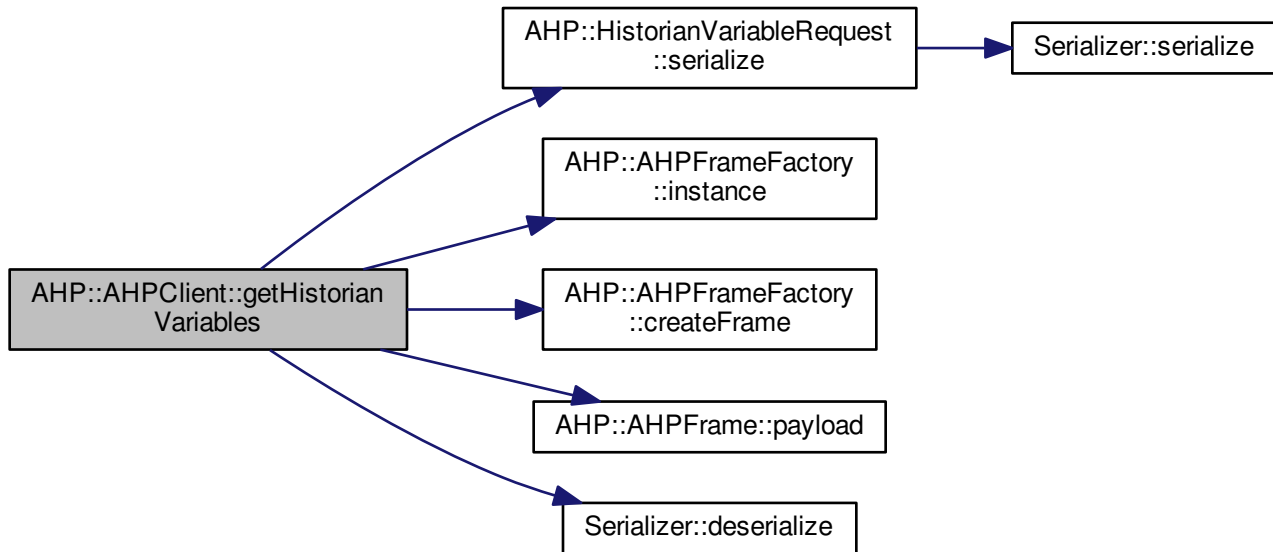 AHP::HistorianVariableRequest
::serialize
Serializer::serialize
AHP::AHPFrameFactory
::instance
AHP::AHPClient::getHistorian
Variables
AHP::AHPFrameFactory
::createFrame
AHP::AHPFrame::payload
Serializer::deserialize